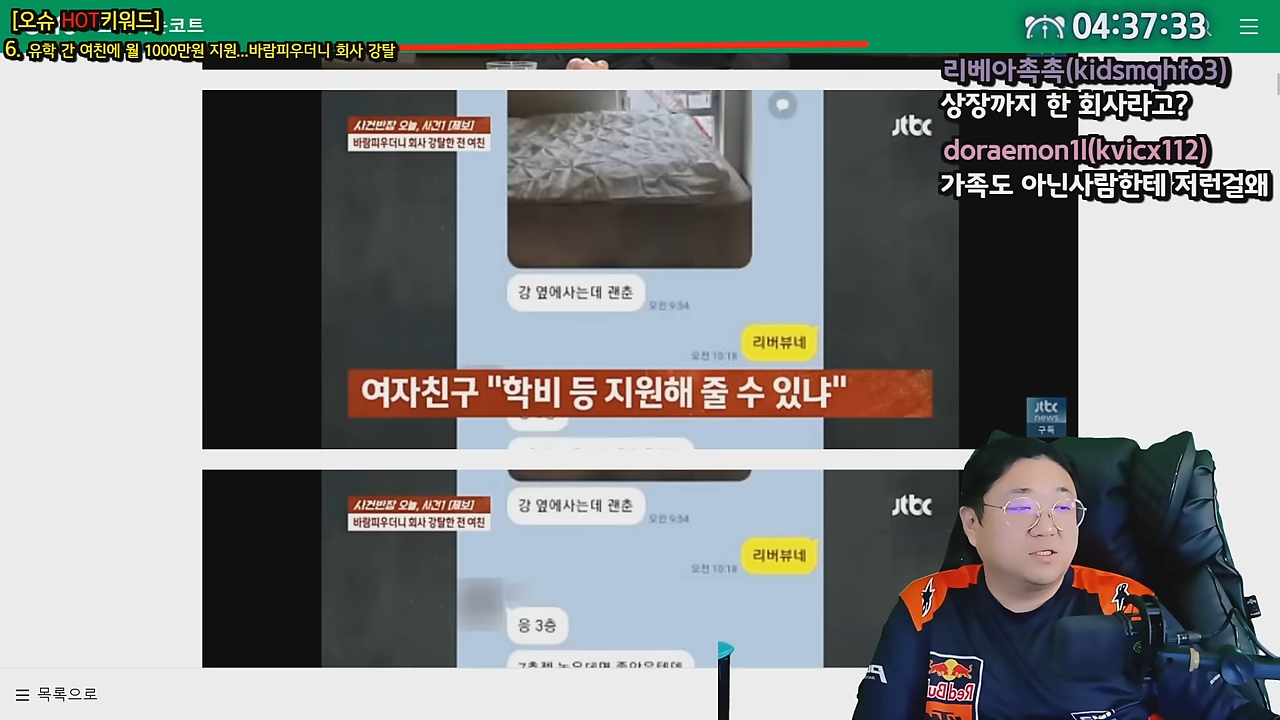 [오슈 HOT키워드]
코트
6. 유학 간 여친에 월 1000만원 지원...바람피우더니 회사 강탈
04:37:33
리베아촉촉(kidsmqhfo3)
상장까지 한 회사라고?
doraemon1l(kvicx112)
가족도 아닌사람한테 저런걸왜
사건반장 오늘, 사건1 [제보]
바람피우더니 회사 강탈한 전 여친
jtbc
강 옆에사는데 괜춘
오전 9:54
리버뷰네
오전 10:18
여자친구 "학비 등 지원해 줄 수 있냐"
jtbc
news
구독
사건반장 오늘, 사건1 [제보]
바람피우더니 회사 강탈한 전 여친
jtbc
강 옆에사는데 괜춘
오전 9:54
리버뷰네
오전 10:18
응 3층
목록으로
Red Bull